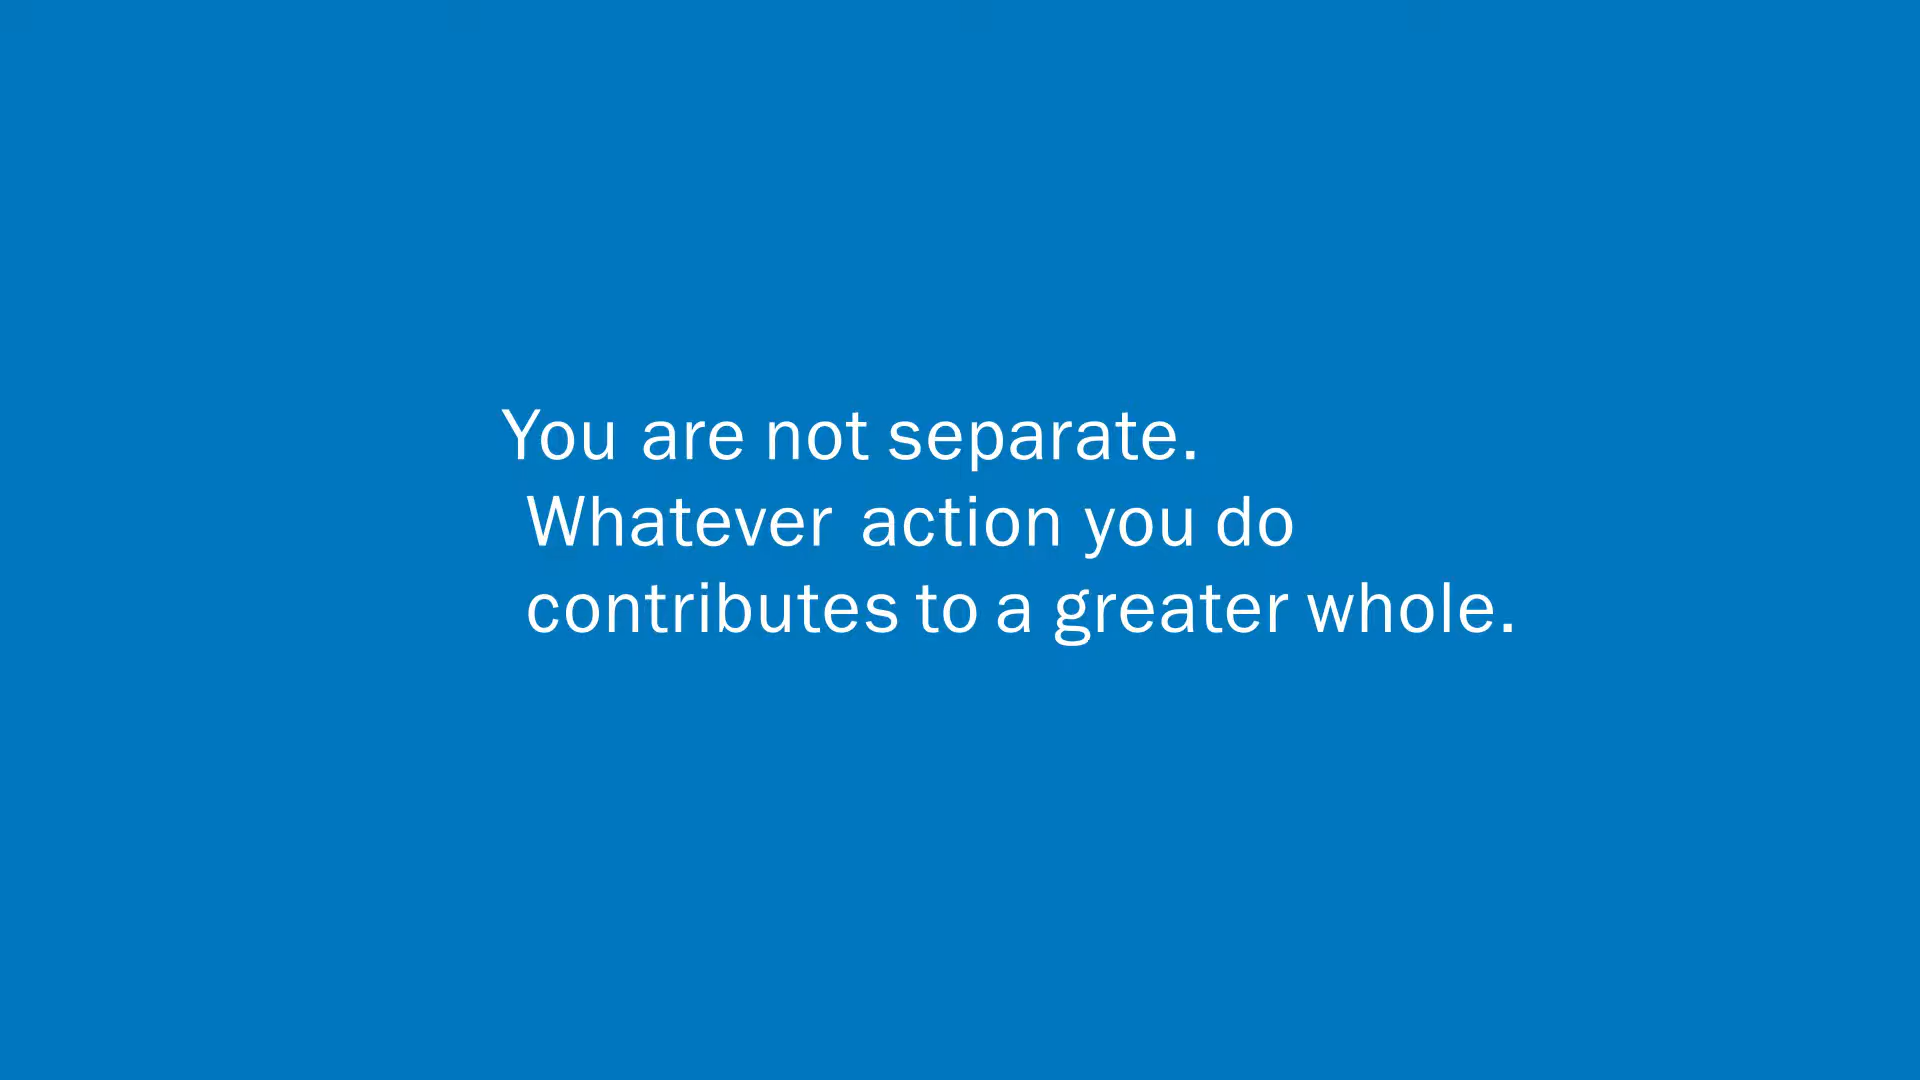 You are not separate.
Whatever action you do
contributes to a greater whole.